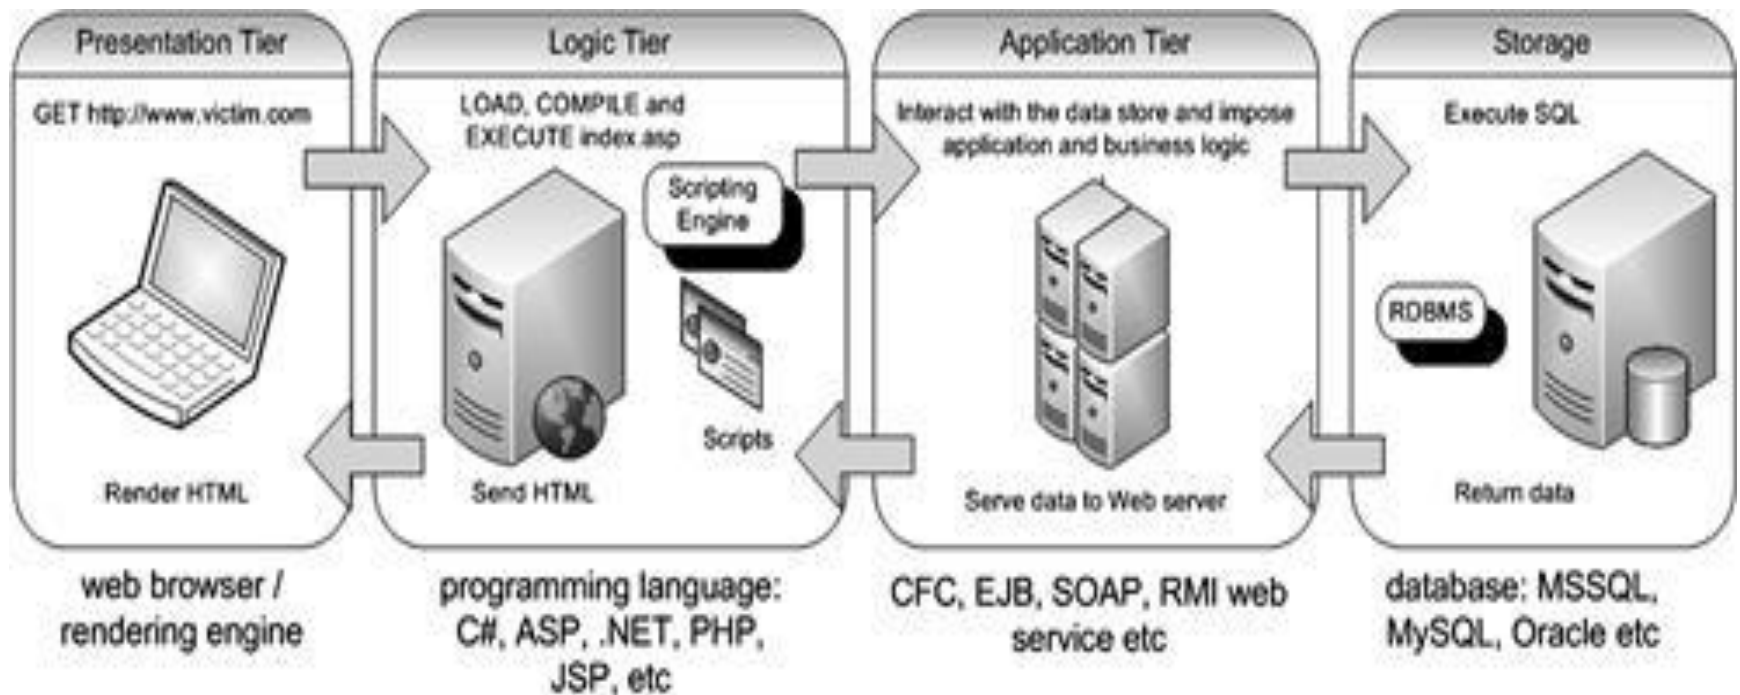 Presentation Tier
GET http://www.victim.com
Render HTML
web browser /
rendering engine
Logic Tier
LOAD, COMPILE and
EXECUTE index.asp
Scripting
Engine
Scripts
Send HTML
programming language:
C#, ASP, .NET, PHP,
JSP, etc
Application Tier
Interact with the data store and impose
application and business logic
Serve data to Web server
CFC, EJB, SOAP, RMI web
service etc
Storage
Execute SQL
RDBMS
Return data
database: MSSQL,
MySQL, Oracle etc